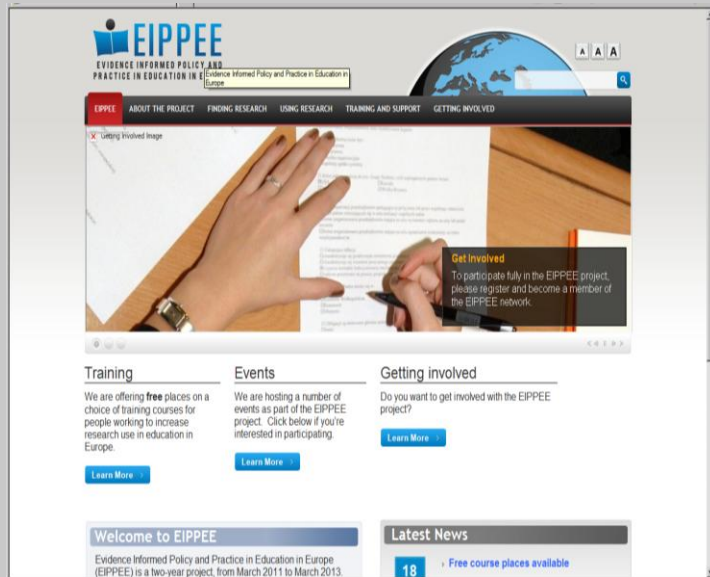 EIPPEE
EVIDENCE INFORMED POLICY AND
PRACTICE IN EDUCATION IN E
Evidence Informed Policy and Practice in Education in
Europe
A A A
EIPPEE ABOUT THE PROJECT FINDING RESEARCH USING RESEARCH TRAINING AND SUPPORT GETTING INVOLVED
Getting Involved Image
Get Involved
To participate fully in the EIPPEE project,
please register and become a member of
the EIPPEE network.
Training
We are offering free places on a
choice of training courses for
people working to increase
research use in education in
Europe.
Learn More
Events
We are hosting a number of
events as part of the EIPPEE
project. Click below if you're
interested in participating.
Learn More
Getting involved
Do you want to get involved with the EIPPEE
project?
Learn More
Welcome to EIPPEE
Evidence Informed Policy and Practice in Education in Europe
(EIPPEE) is a two-year project, from March 2011 to March 2013.
Latest News
18
Free course places available